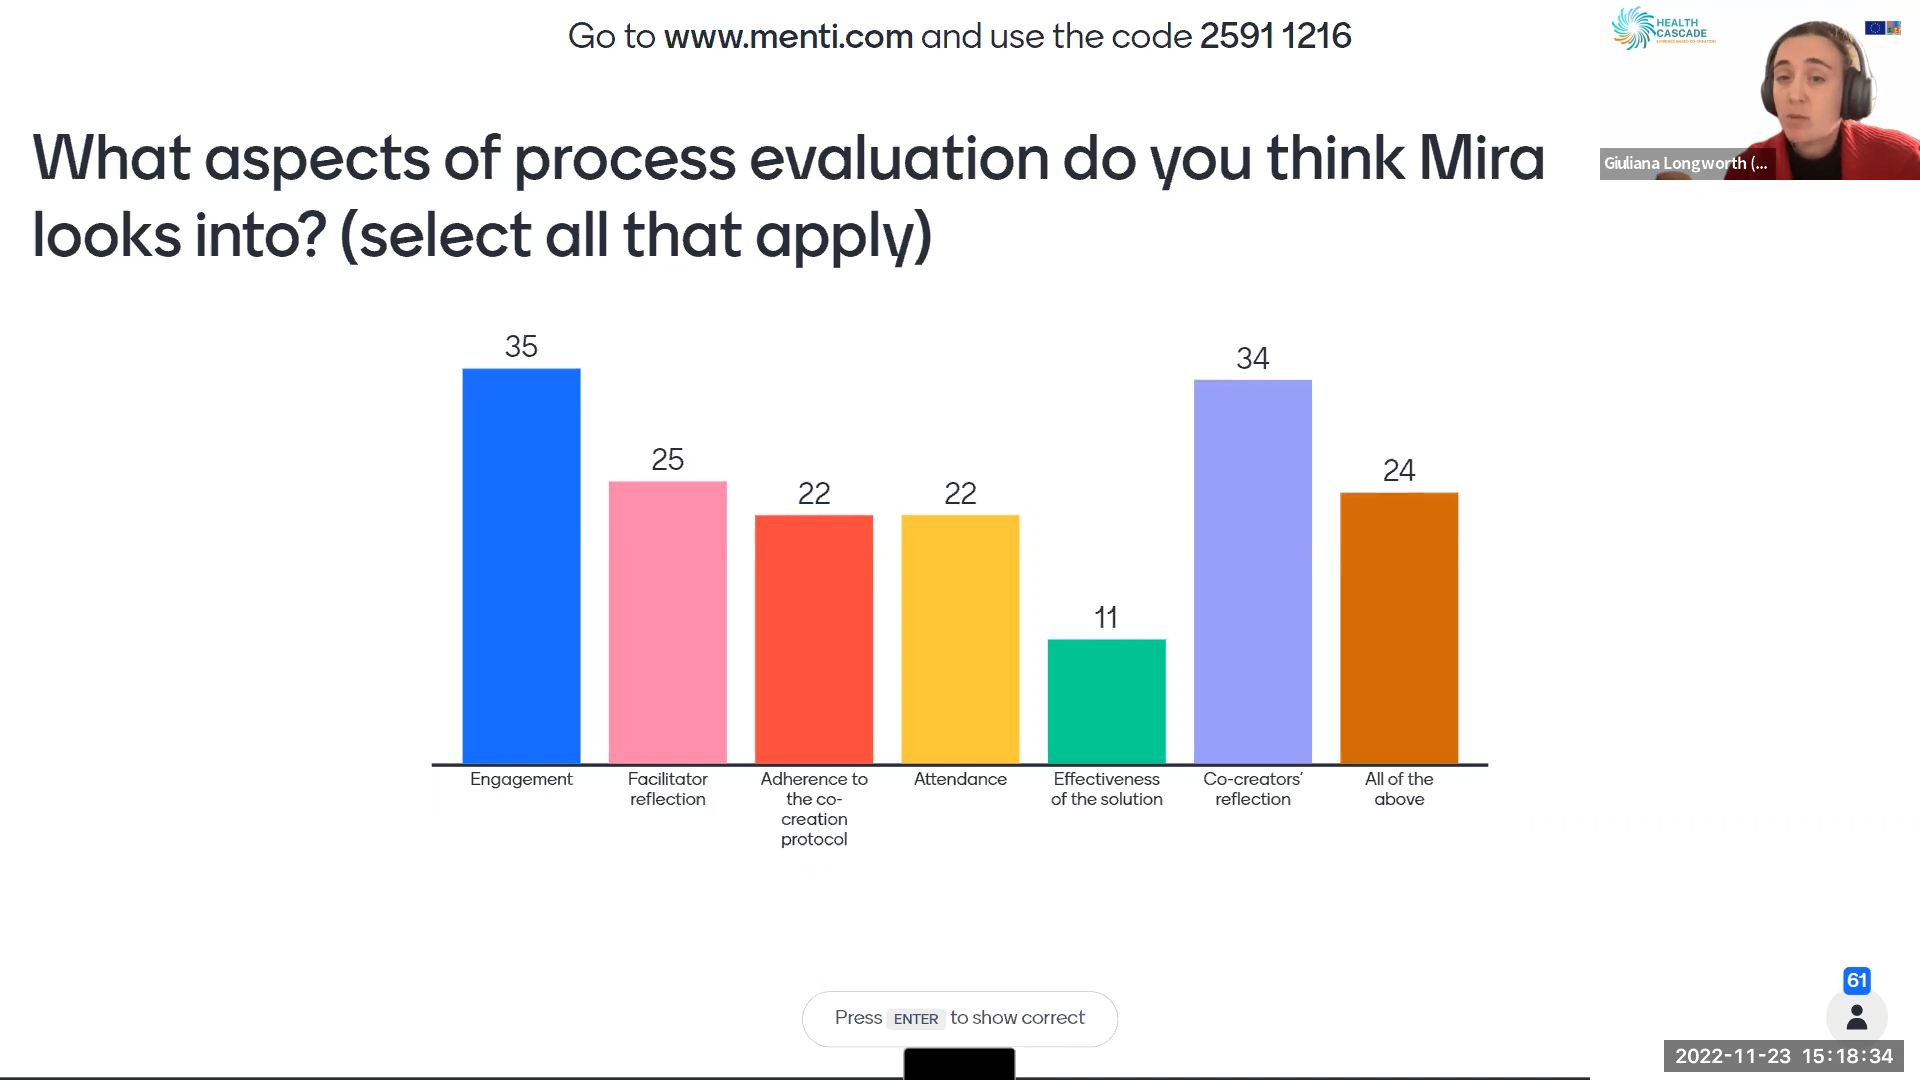 Go to www.menti.com and use the code 2591 1216
HEALTH
CASCADE
What aspects of process evaluation do you think Mira
looks into? (select all that apply)
Giuliana Longworth (...
35
25
22
22
11
34
24
Engagement
Facilitator
reflection
Adherence to
the co-
creation
protocol
Attendance
Effectiveness
of the solution
Co-creators'
reflection
All of the
above
Press ENTER to show correct
61
2022-11-23 15:18:34